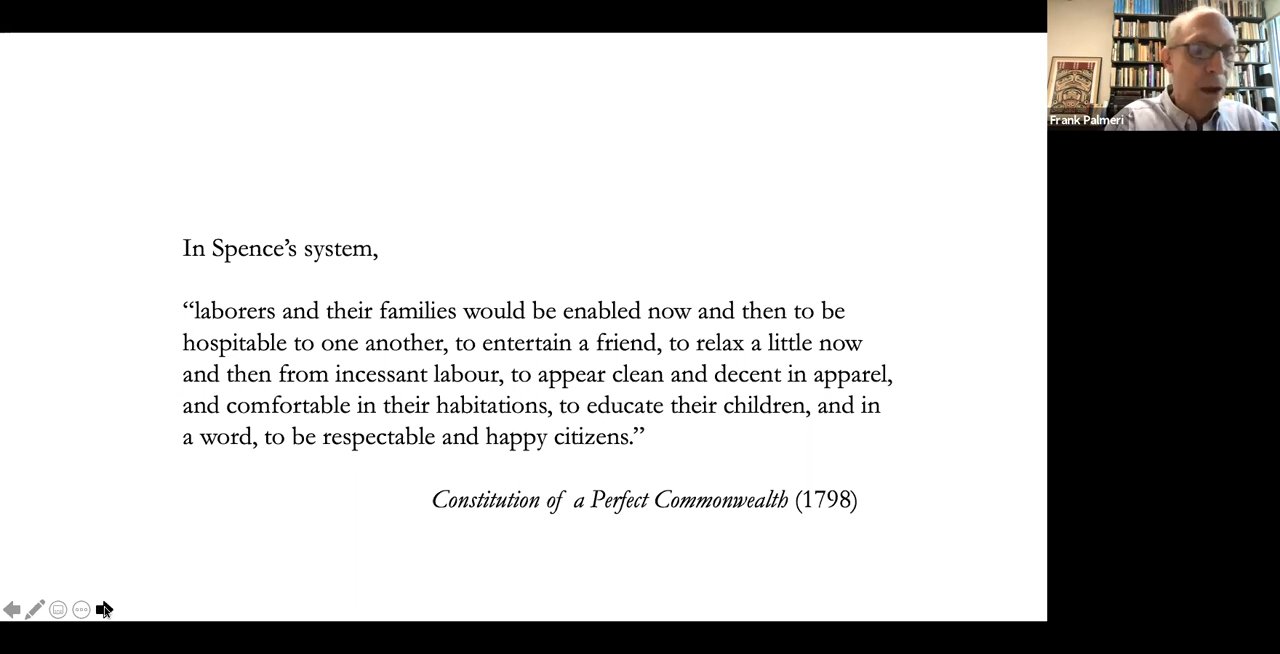 In Spence’s system,
“laborers and their families would be enabled now and then to be
hospitable to one another, to entertain a friend, to relax a little now
and then from incessant labour, to appear clean and decent in apparel,
and comfortable in their habitations, to educate their children, and in
a word, to be respectable and happy citizens.”
Constitution of a Perfect Commonwealth (1798)
Frank Palmeri